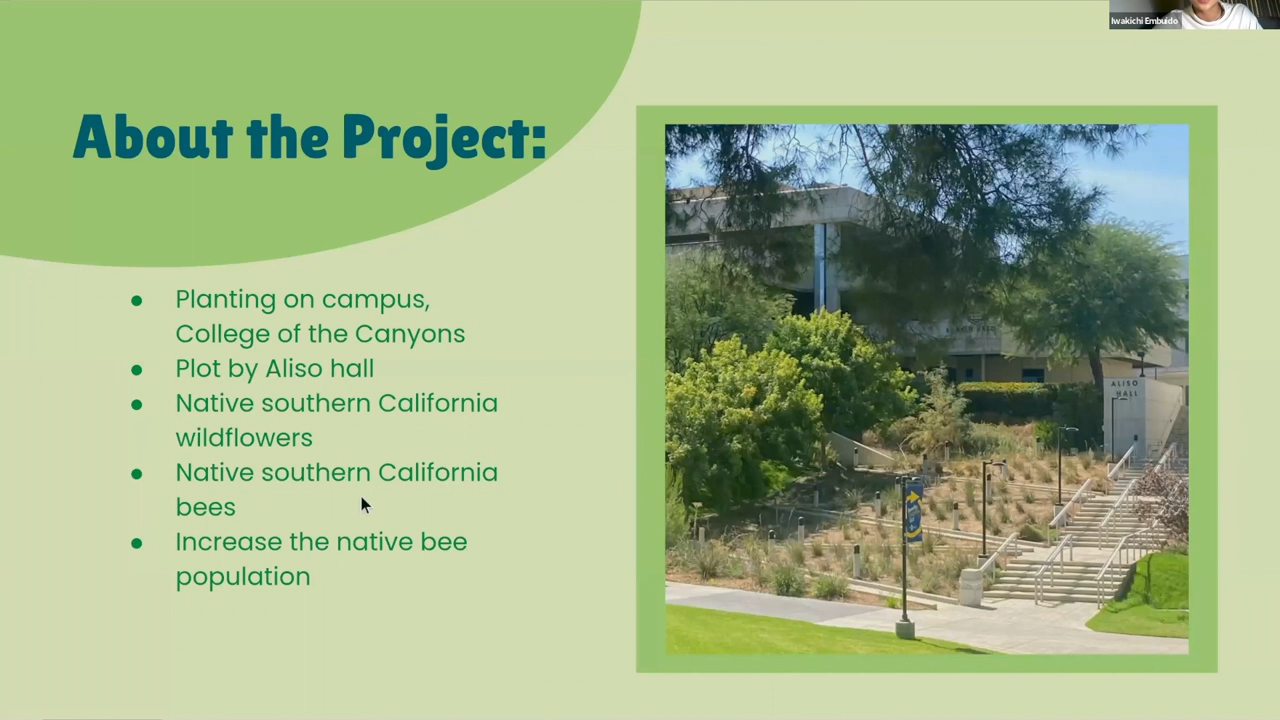 Iwakichi Embuido
About the Project:
● Planting on campus,
College of the Canyons
● Plot by Aliso hall
● Native southern California
wildflowers
● Native southern California
bees
● Increase the native bee
population
ALISO
HALL